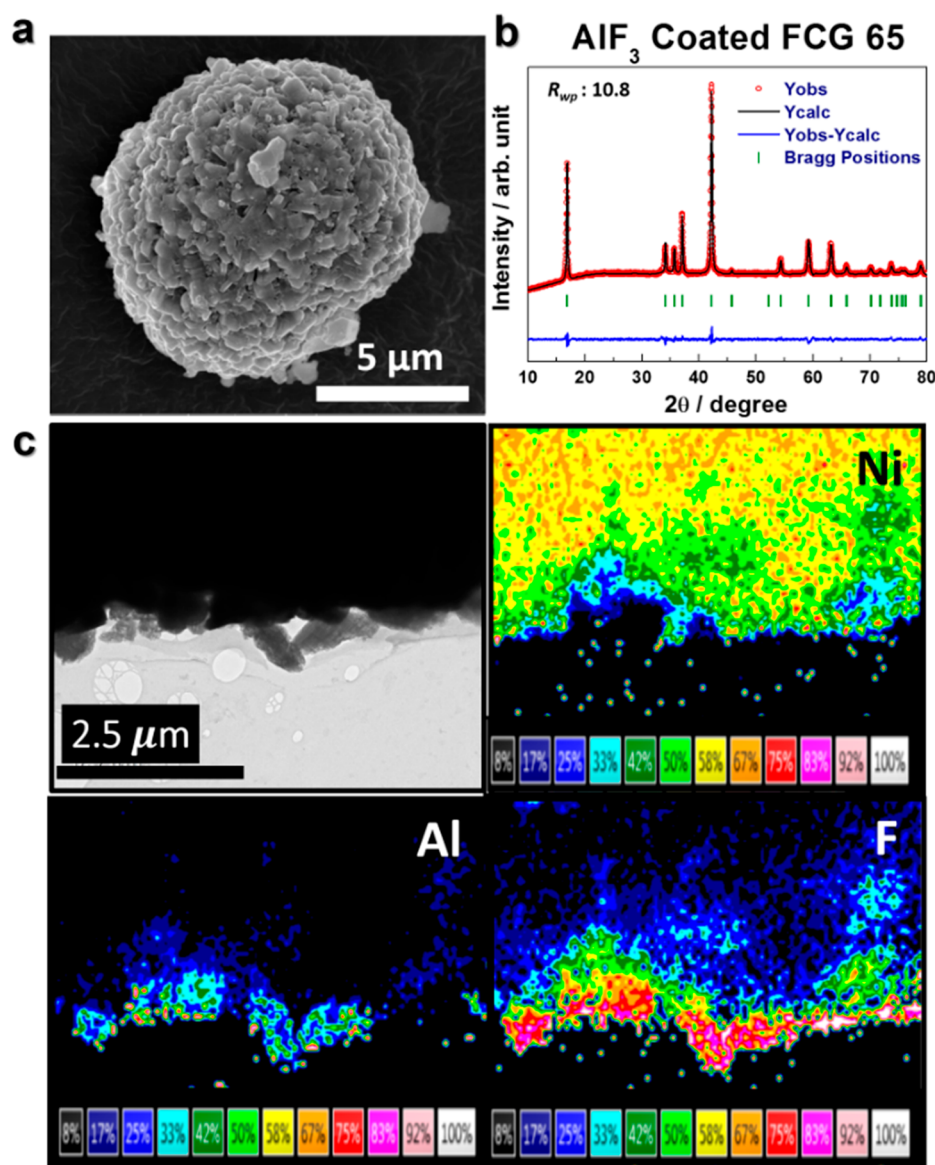 a
5 µm
b
AlF3 Coated FCG 65
Rwp : 10.8
Yobs
Ycalc
Yobs-Ycalc
Bragg Positions
Intensity / arb. unit
10 20 30 40 50 60 70 80
2θ / degree
c
2.5 µm
Ni
8% 17% 25% 33% 42% 50% 58% 67% 75% 83% 92% 100%
Al
8% 17% 25% 33% 42% 50% 58% 67% 75% 83% 92% 100%
F
8% 17% 25% 33% 42% 50% 58% 67% 75% 83% 92% 100%